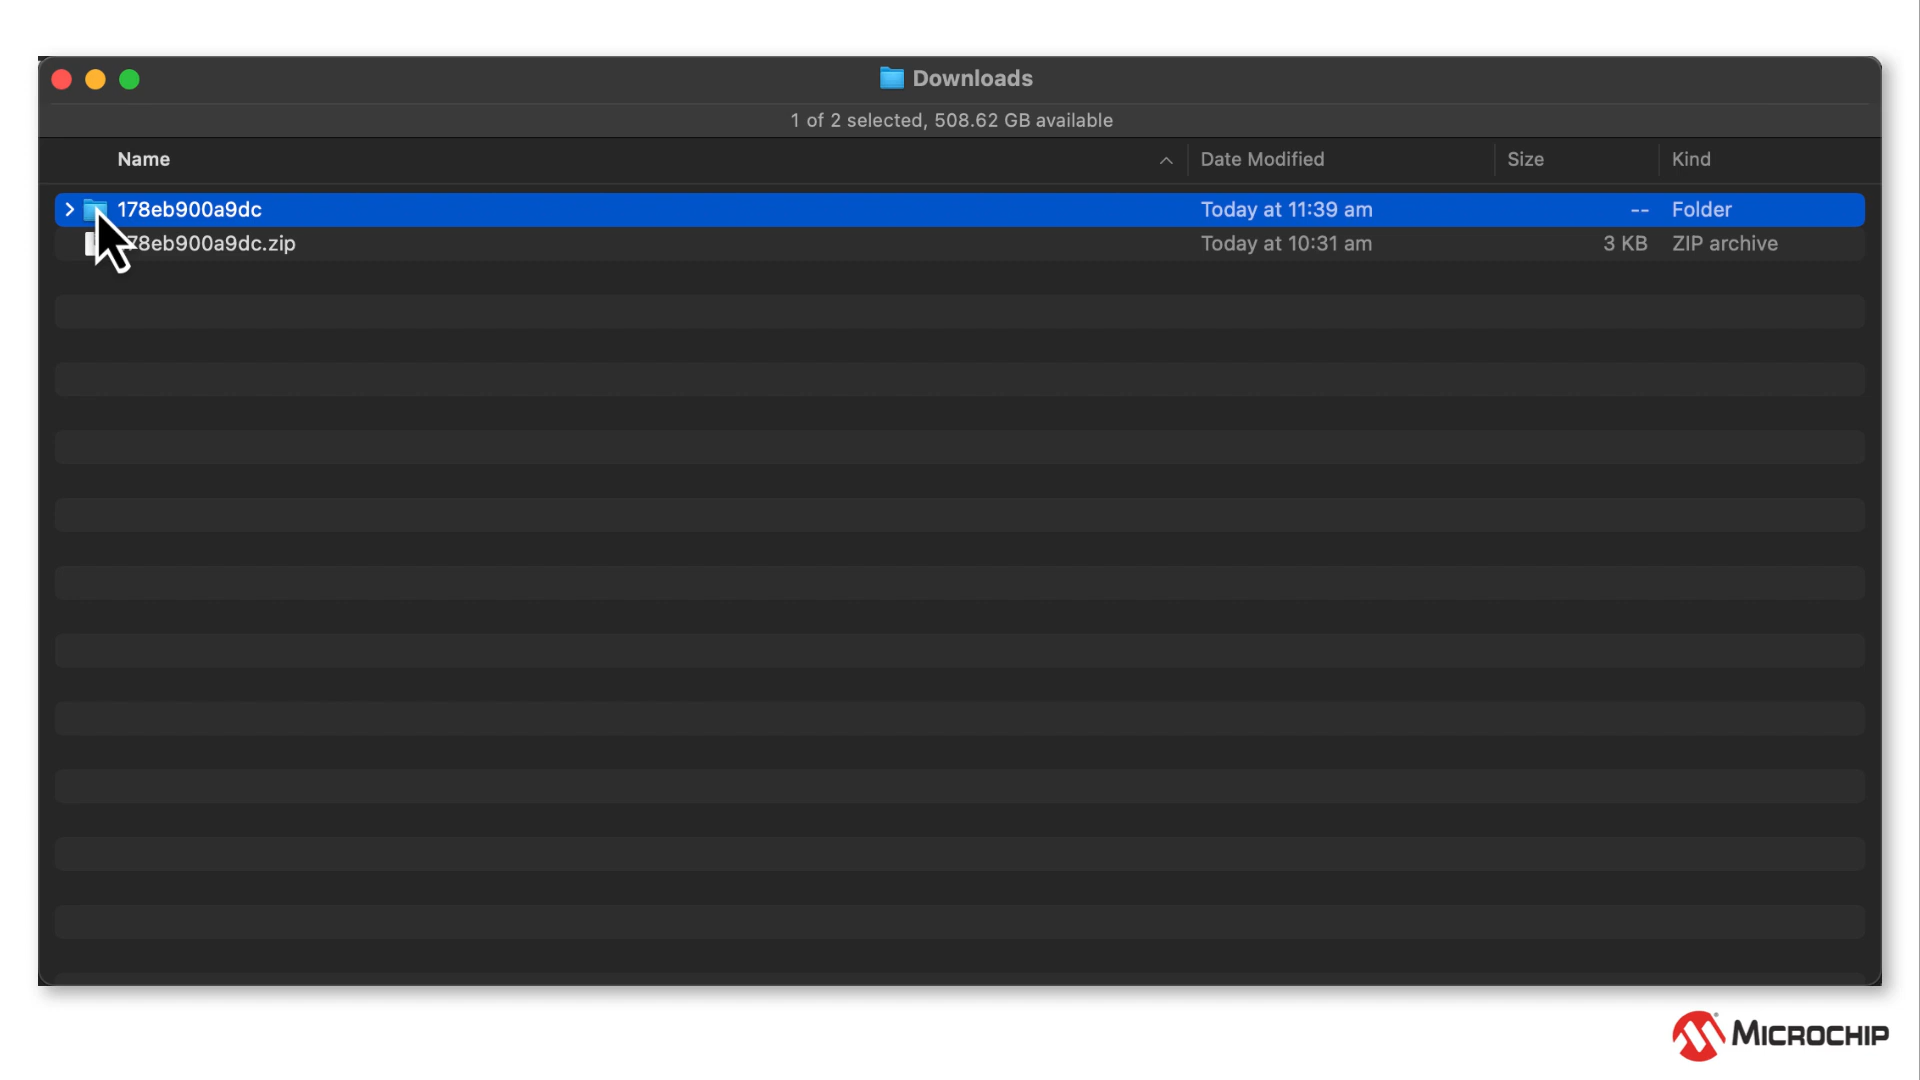 Downloads
1 of 2 selected, 508.62 GB available
Name Date Modified Size Kind
178eb900a9dc Today at 11:39 am -- Folder
78eb900a9dc.zip Today at 10:31 am 3 KB ZIP archive
MICROCHIP